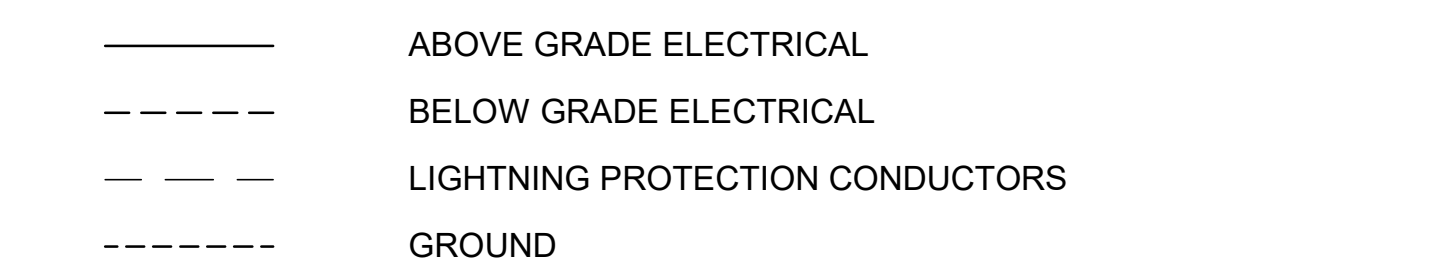 ABOVE GRADE ELECTRICAL
BELOW GRADE ELECTRICAL
LIGHTNING PROTECTION CONDUCTORS
GROUND